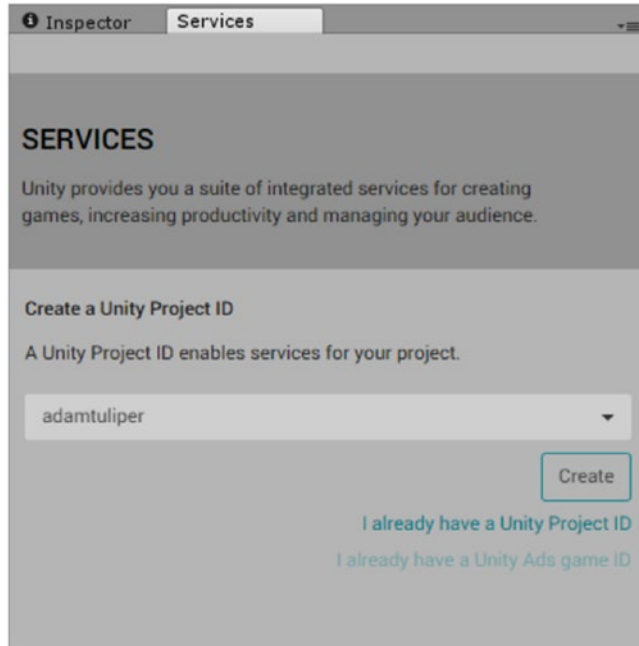 Inspector
Services
SERVICES
Unity provides you a suite of integrated services for creating
games, increasing productivity and managing your audience.
Create a Unity Project ID
A Unity Project ID enables services for your project.
adamtuliper
Create
I already have a Unity Project ID
I already have a Unity Ads game ID